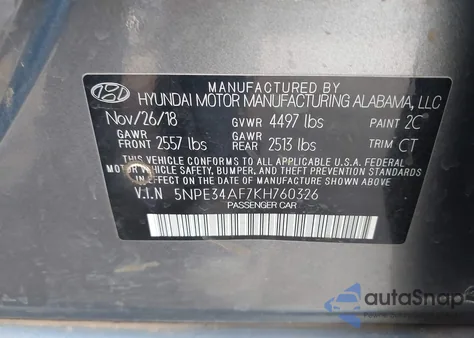 MANUFACTURED BY
HYUNDAI MOTOR MANUFACTURING ALABAMA, LLC
Nov/26/18 GVWR 4497 lbs PAINT 2C
GAWR FRONT 2557 lbs GAWR REAR 2513 lbs TRIM CT
THIS VEHICLE CONFORMS TO ALL APPLICABLE U.S.A. FEDERAL
MOTOR VEHICLE SAFETY, BUMPER, AND THEFT PREVENTION STANDARDS
IN EFFECT ON THE DATE OF MANUFACTURE SHOWN ABOVE.
V.I.N 5NPE34AF7KH760326
PASSENGER CAR
autaSnap